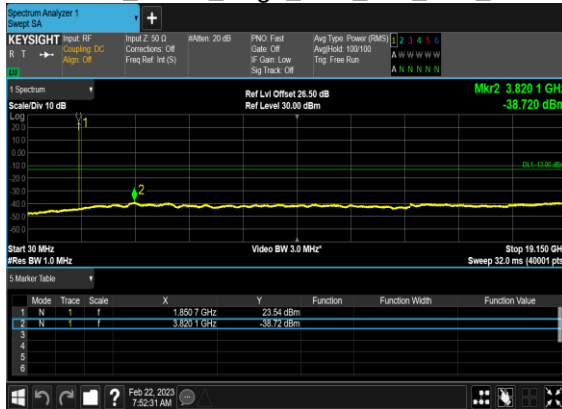 Spectrum Analyzer 1
Swept SA
+
KEYSIGHT Input: RF Input Z: 50 Ω #Atten: 20 dB PNO: Fast Avg Type: Power (RMS) 1 2 3 4 5 6
R T Coupling: DC Corrections: Off Gate: Off Avg|Hold: 100/100 A W W W W W
Align: Off Freq Ref: Int (S) IF Gain: Low Trig: Free Run
Sig Track: Off A N N N N N
1 Spectrum Ref Lvl Offset 26.50 dB Mkr2 3.820 1 GHz
Scale/Div 10 dB Ref Level 30.00 dBm -38.720 dBm
Log
20.0 1
10.0
0.00
-10.0 DL1 -13.00 dBm
-20.0
-30.0 2
-40.0
-50.0
-60.0
Start 30 MHz Video BW 3.0 MHz* Stop 19.150 GH
#Res BW 1.0 MHz Sweep 32.0 ms (40001 pts
5 Marker Table
Mode Trace Scale X Y Function Function Width Function Value
1 N 1 f 1.850 7 GHz 23.54 dBm
2 N 1 f 3.820 1 GHz -38.72 dBm
3
4
5
6
? Feb 22, 2023
7:52:31 AM